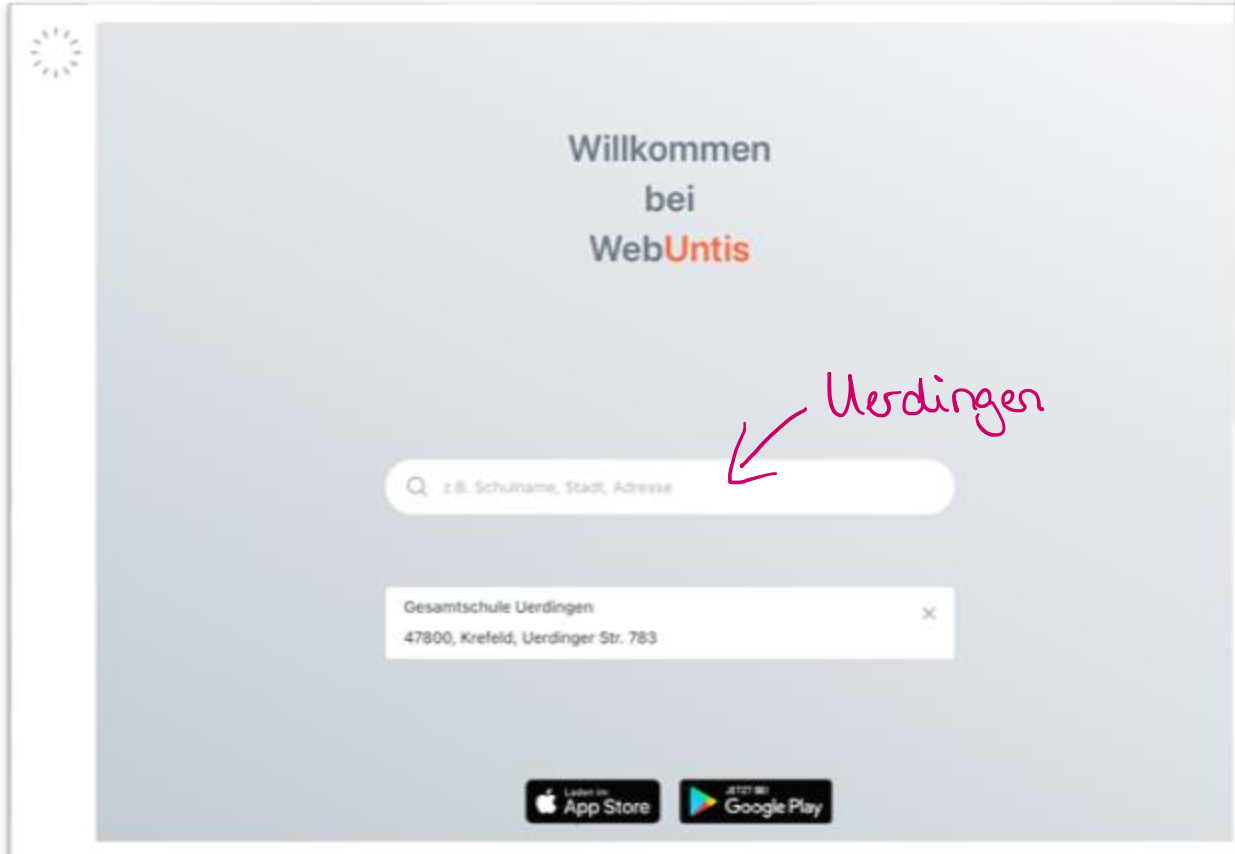 Willkommen
bei
WebUntis
Uerdingen
z.B. Schulname, Stadt, Adresse
Gesamtschule Uerdingen
47800, Krefeld, Uerdinger Str. 783
Laden im
App Store
JETZT BEI
Google Play